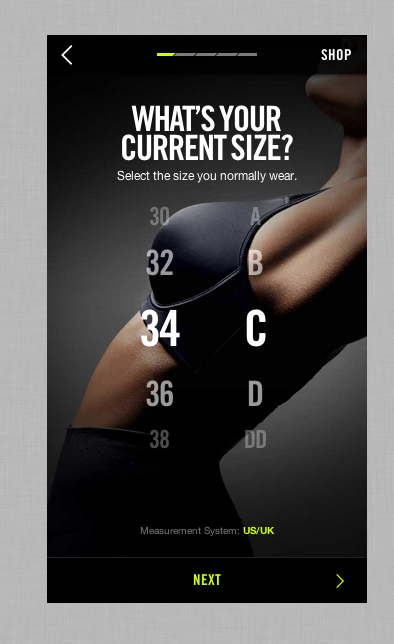 SHOP
WHAT'S YOUR
CURRENT SIZE?
Select the size you normally wear.
30 A
32 B
34 C
36 D
38 DD
Measurement System: US/UK
NEXT